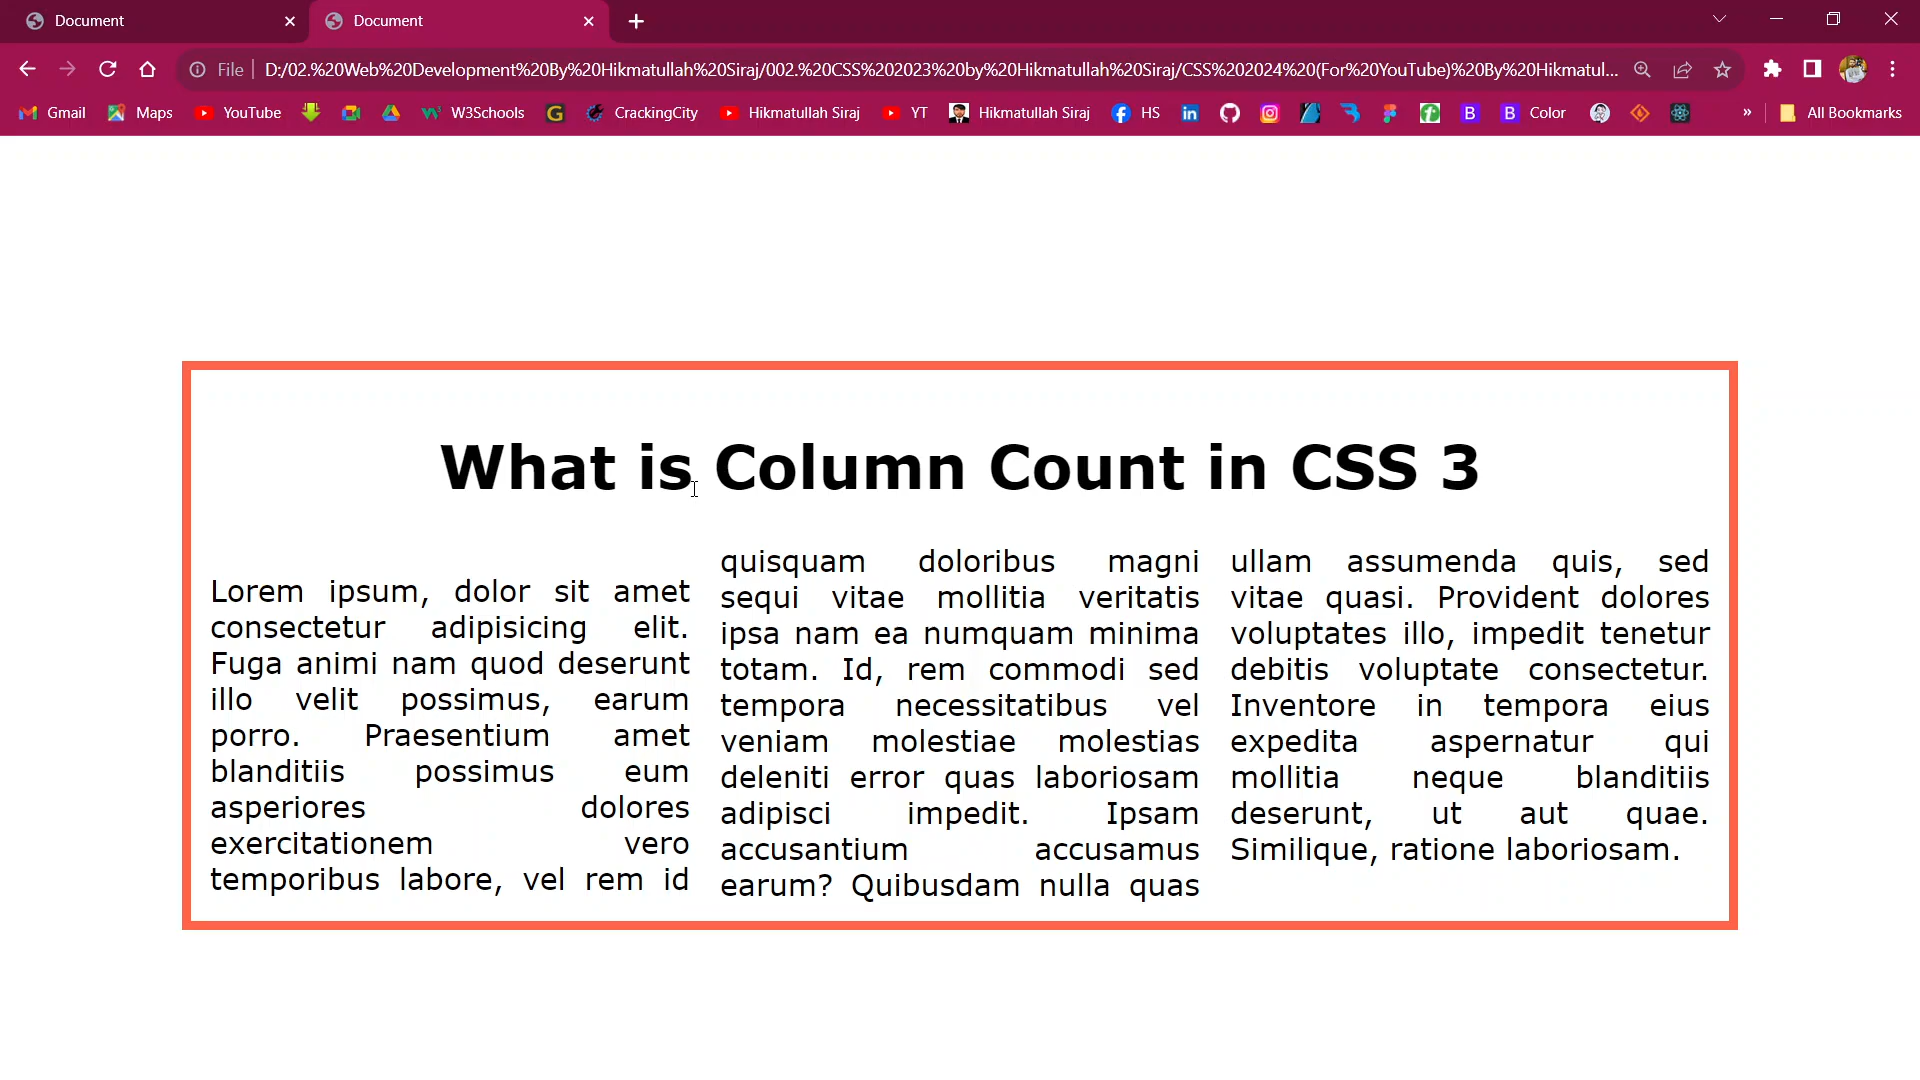 Document
Document
File
D:/02.%20Web%20Development%20By%20Hikmatullah%20Siraj/002.%20CSS%202023%20by%20Hikmatullah%20Siraj/CSS%202024%20(For%20YouTube)%20By%20Hikmatul...
Gmail
Maps
YouTube
W3Schools
CrackingCity
Hikmatullah Siraj
YT
Hikmatullah Siraj
HS
Color
»
All Bookmarks
What is Column Count in CSS 3
Lorem ipsum, dolor sit amet
consectetur adipisicing elit.
Fuga animi nam quod deserunt
illo velit possimus, earum
porro. Praesentium amet
blanditiis possimus eum
asperiores dolores
exercitationem vero
temporibus labore, vel rem id
quisquam doloribus magni
sequi vitae mollitia veritatis
ipsa nam ea numquam minima
totam. Id, rem commodi sed
tempora necessitatibus vel
veniam molestiae molestias
deleniti error quas laboriosam
adipisci impedit. Ipsam
accusantium accusamus
earum? Quibusdam nulla quas
ullam assumenda quis, sed
vitae quasi. Provident dolores
voluptates illo, impedit tenetur
debitis voluptate consectetur.
Inventore in tempora eius
expedita aspernatur qui
mollitia neque blanditiis
deserunt, ut aut quae.
Similique, ratione laboriosam.